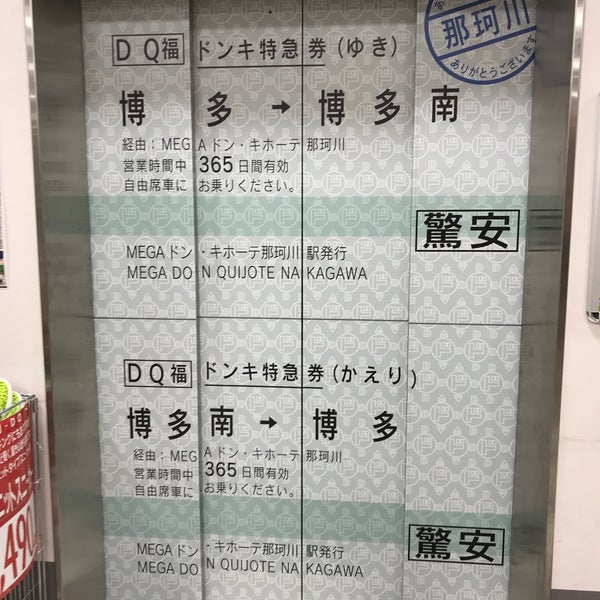 那珂川
ありがとうございます
DQ福 ドンキ特急券(ゆき)
博多→博多南
経由:MEGAドン・キホーテ那珂川
営業時間中365日間有効
自由席車にお乗りください。
驚安
MEGAドン・キホーテ那珂川駅発行
MEGA DON QUIJOTE NAKAGAWA
DQ福 ドンキ特急券(かえり)
博多南→博多
経由:MEGAドン・キホーテ那珂川
営業時間中365日間有効
自由席車にお乗りください。
驚安
MEGAドン・キホーテ那珂川駅発行
MEGA DON QUIJOTE NAKAGAWA
490